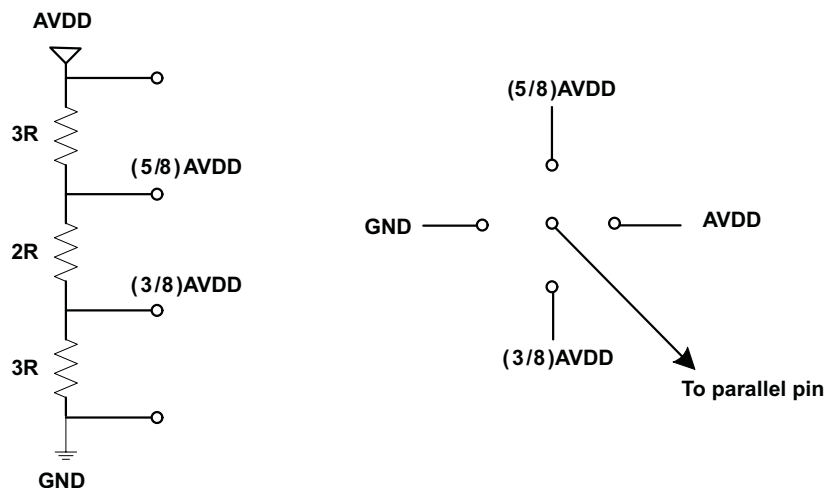 AVDD
3R
(5/8)AVDD
2R
(3/8)AVDD
3R
GND
(5/8)AVDD
GND
AVDD
(3/8)AVDD
To parallel pin